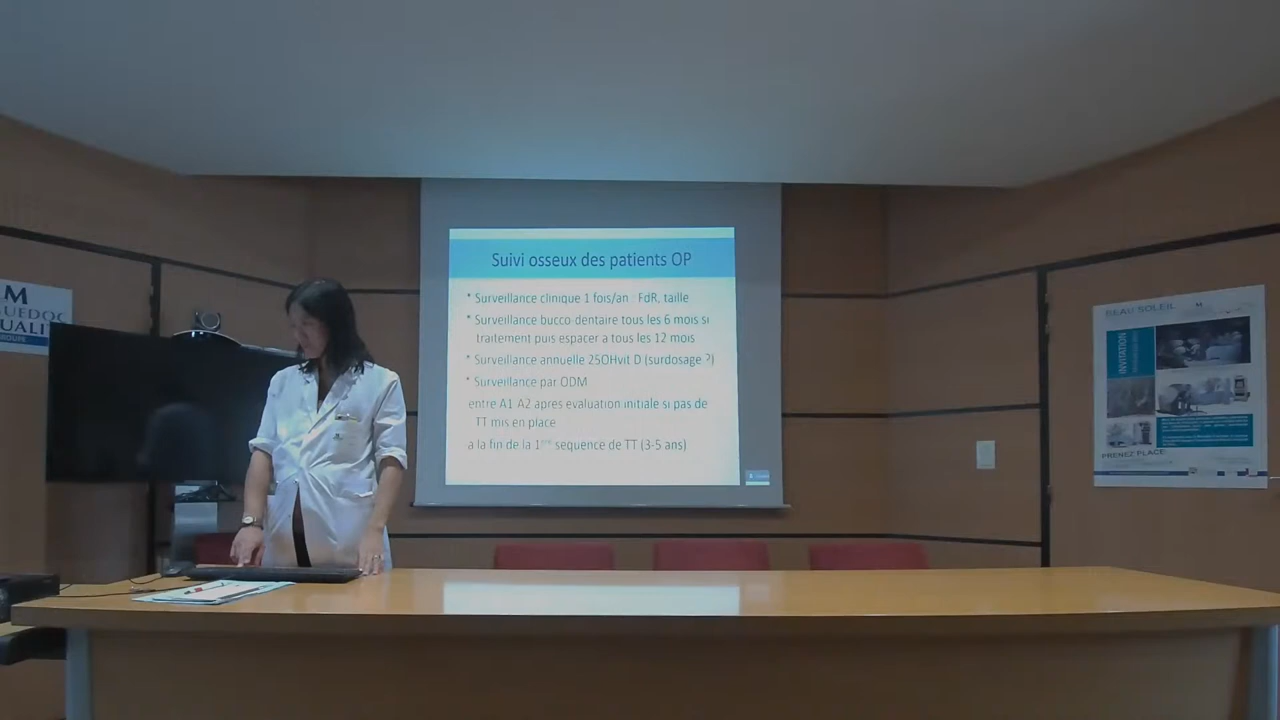 Suivi osseux des patients OP
* Surveillance clinique 1 fois/an : FdR, taille
* Surveillance bucco-dentaire tous les 6 mois si
traitement puis espacer a tous les 12 mois
* Surveillance annuelle 25OHvit D (surdosage ?)
* Surveillance par ODM
entre A1 A2 apres evaluation initiale si pas de
TT mis en place
a la fin de la 1ere sequence de TT (3-5 ans)
M
GUEDOC
UALI
BEAU SOLEIL
INVITATION
PRENEZ PLACE